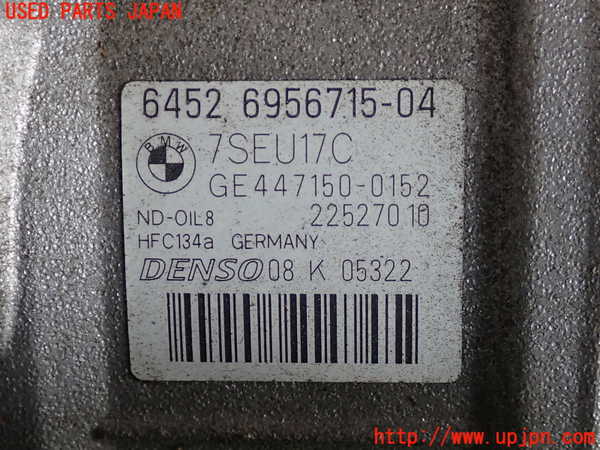 USED PARTS JAPAN
6452 6956715-04
BMW
7SEU17C
GE447150-0152
ND-OIL8 22527010
HFC134a GERMANY
DENSO 08 K 05322
http://www.upjpn.com/